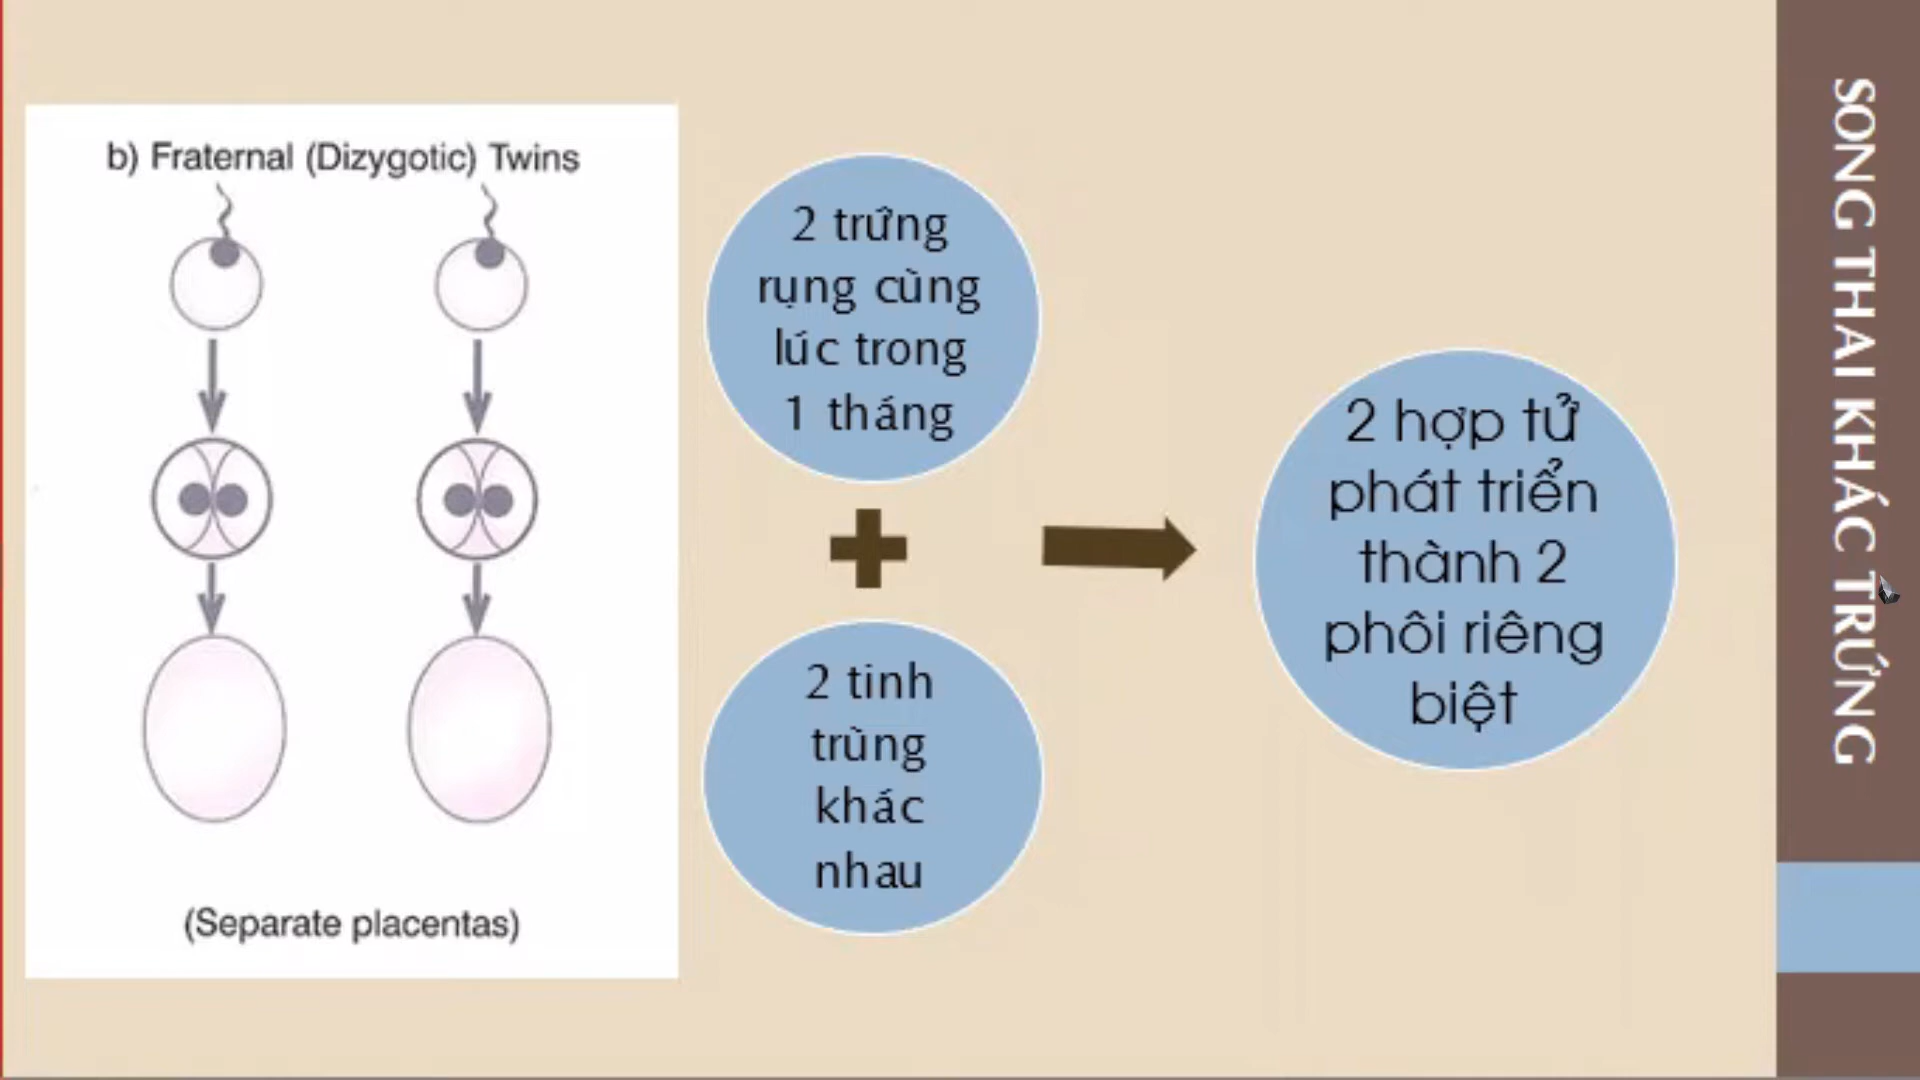 b) Fraternal (Dizygotic) Twins
(Separate placentas)
2 trứng
rụng cùng
lúc trong
1 tháng
2 tinh
trùng
khác
nhau
2 hợp tử
phát triển
thành 2
phôi riêng
biệt
SONG THAI KHÁC TRỨNG